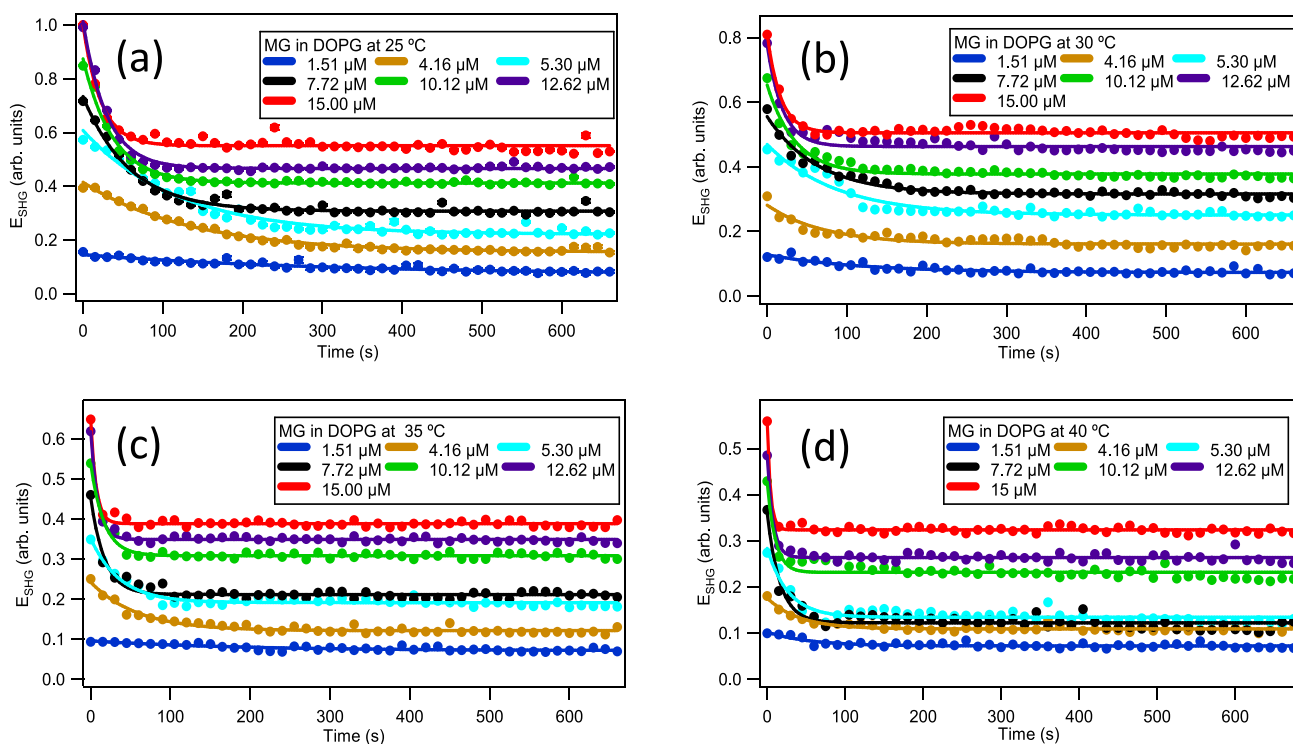 (a)
MG in DOPG at 25 ºC
1.51 µM 4.16 µM 5.30 µM
7.72 µM 10.12 µM 12.62 µM
15.00 µM
1.0
0.8
0.6
0.4
0.2
0.0
E_SHG (arb. units)
0 100 200 300 400 500 600
Time (s)
(b)
MG in DOPG at 30 ºC
1.51 µM 4.16 µM 5.30 µM
7.72 µM 10.12 µM 12.62 µM
15.00 µM
0.8
0.6
0.4
0.2
0.0
E_SHG (arb. units)
0 100 200 300 400 500 600
Time (s)
(c)
MG in DOPG at 35 ºC
1.51 µM 4.16 µM 5.30 µM
7.72 µM 10.12 µM 12.62 µM
15.00 µM
0.6
0.5
0.4
0.3
0.2
0.1
0.0
E_SHG (arb. units)
0 100 200 300 400 500 600
Time (s)
(d)
MG in DOPG at 40 ºC
1.51 µM 4.16 µM 5.30 µM
7.72 µM 10.12 µM 12.62 µM
15 µM
0.5
0.4
0.3
0.2
0.1
0.0
E_SHG (arb. units)
0 100 200 300 400 500 600
Time (s)